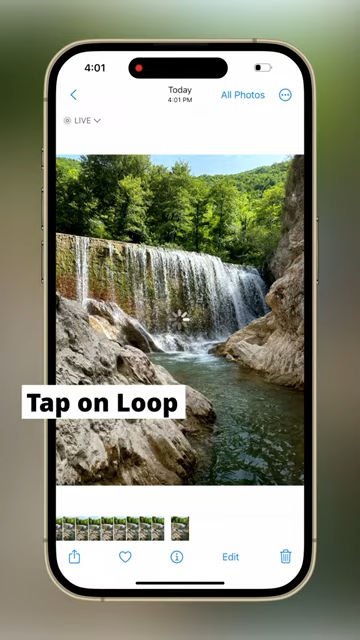 4:01
Today
4:01 PM
All Photos
LIVE
Tap on Loop
Edit